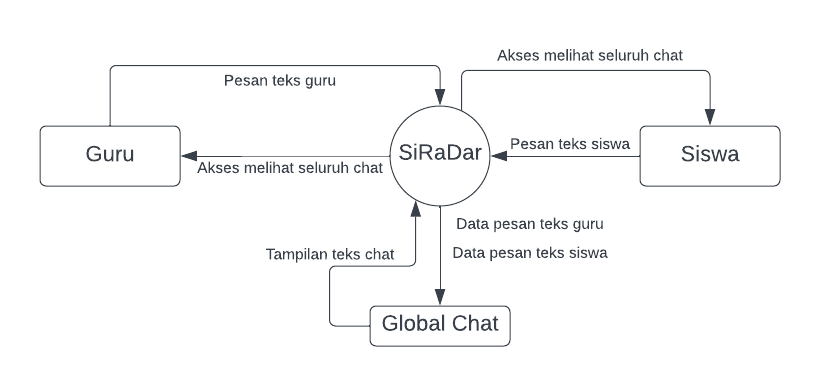 Akses melihat seluruh chat
Pesan teks guru
Guru
SiRaDar
Pesan teks siswa
Siswa
Akses melihat seluruh chat
Data pesan teks guru
Tampilan teks chat
Data pesan teks siswa
Global Chat